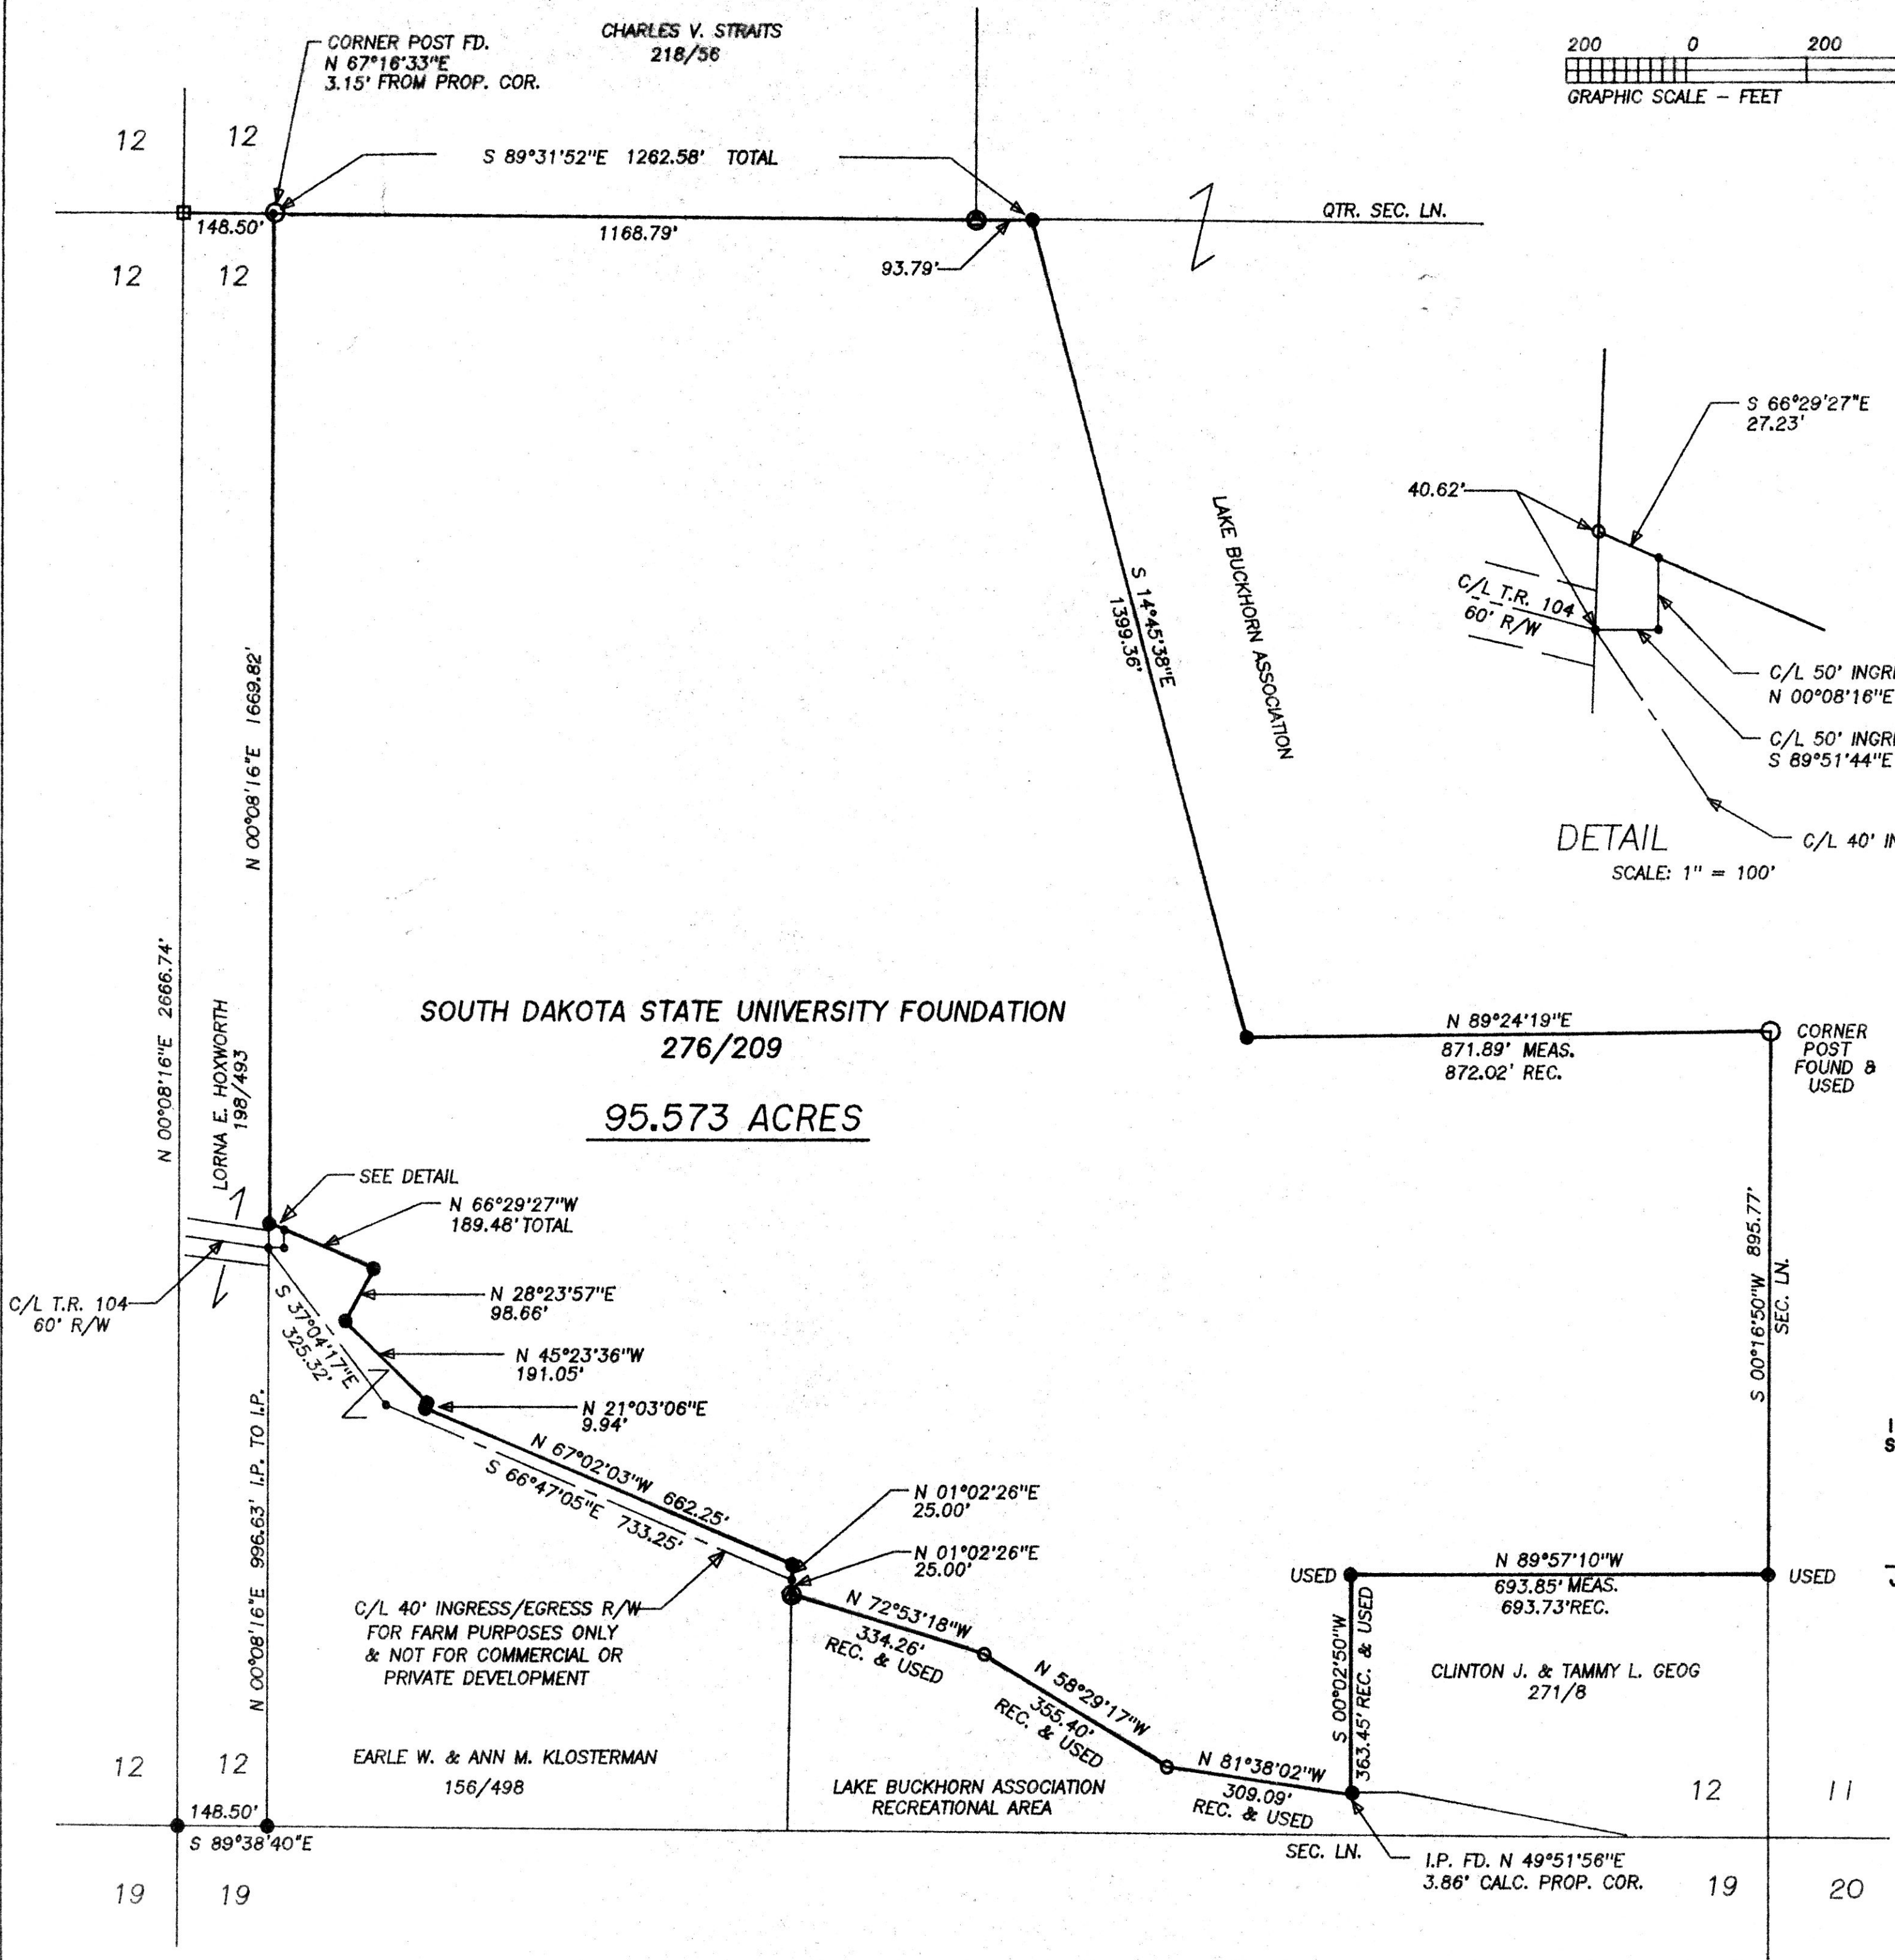 CORNER POST FD.
N 67°16'33"E
3.15' FROM PROP. COR.
CHARLES V. STRAITS
218/56
200 0 200
GRAPHIC SCALE – FEET
12 12
S 89°31'52"E 1262.58' TOTAL
148.50'
1168.79'
93.79'
QTR. SEC. LN.
12 12
N 00°08'16"E 1669.82'
S 14°45'38"E
1399.36'
LAKE BUCKHORN ASSOCIATION
S 66°29'27"E
27.23'
40.62'
C/L T.R. 104
60' R/W
C/L 50' INGR
N 00°08'16"E
C/L 50' INGR
S 89°51'44"E
C/L 40' IN
DETAIL
SCALE: 1" = 100'
N 00°08'16"E 2666.74'
LORNA E. HOXWORTH
198/493
SOUTH DAKOTA STATE UNIVERSITY FOUNDATION
276/209
95.573 ACRES
N 89°24'19"E
871.89' MEAS.
872.02' REC.
CORNER
POST
FOUND &
USED
SEE DETAIL
N 66°29'27"W
189.48' TOTAL
C/L T.R. 104
60' R/W
N 28°23'57"E
98.66'
S 37°04'17"E
325.32'
N 45°23'36"W
191.05'
N 21°03'06"E
9.94'
S 00°16'50"W 895.77'
SEC. LN.
N 67°02'03"W 662.25'
S 66°47'05"E 733.25'
N 01°02'26"E
25.00'
N 01°02'26"E
25.00'
N 00°08'16"E 996.63' I.P. TO I.P.
C/L 40' INGRESS/EGRESS R/W
FOR FARM PURPOSES ONLY
& NOT FOR COMMERCIAL OR
PRIVATE DEVELOPMENT
N 72°53'18"W
334.26'
REC. & USED
N 58°29'17"W
355.40'
REC. & USED
N 81°38'02"W
309.09'
REC. & USED
USED
N 89°57'10"W
693.85' MEAS.
693.73'REC.
USED
S 00°02'50"W
363.45' REC. & USED
CLINTON J. & TAMMY L. GEOG
271/8
EARLE W. & ANN M. KLOSTERMAN
156/498
LAKE BUCKHORN ASSOCIATION
RECREATIONAL AREA
12 12
12 11
148.50'
S 89°38'40"E
SEC. LN.
I.P. FD. N 49°51'56"E
3.86' CALC. PROP. COR.
19 19
19 20